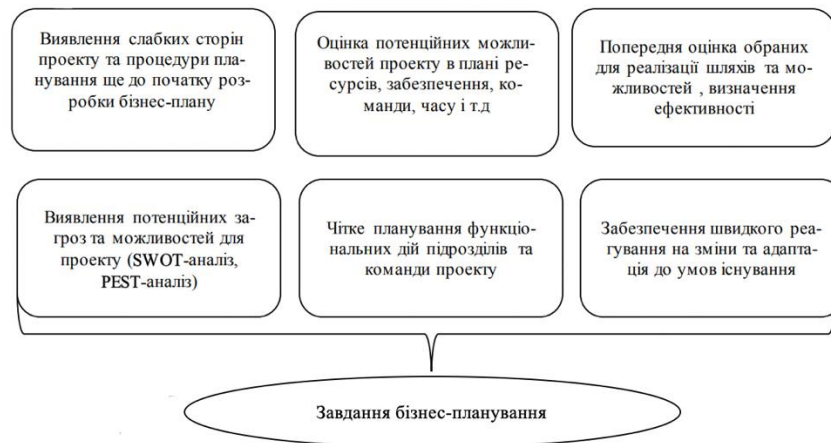 Виявлення слабких сторін
проекту та процедури пла-
нування ще до початку роз-
робки бізнес-плану
Оцінка потенційних можли-
востей проекту в плані ре-
сурсів, забезпечення, ко-
манди, часу і т.д
Попередня оцінка обраних
для реалізації шляхів та мо-
жливостей , визначення
ефективності
Виявлення потенційних за-
гроз та можливостей для
проекту (SWOT-аналіз,
PEST-аналіз)
Чітке планування функціо-
нальних дій підрозділів та
команди проекту
Забезпечення швидкого реа-
гування на зміни та адапта-
ція до умов існування
Завдання бізнес-планування